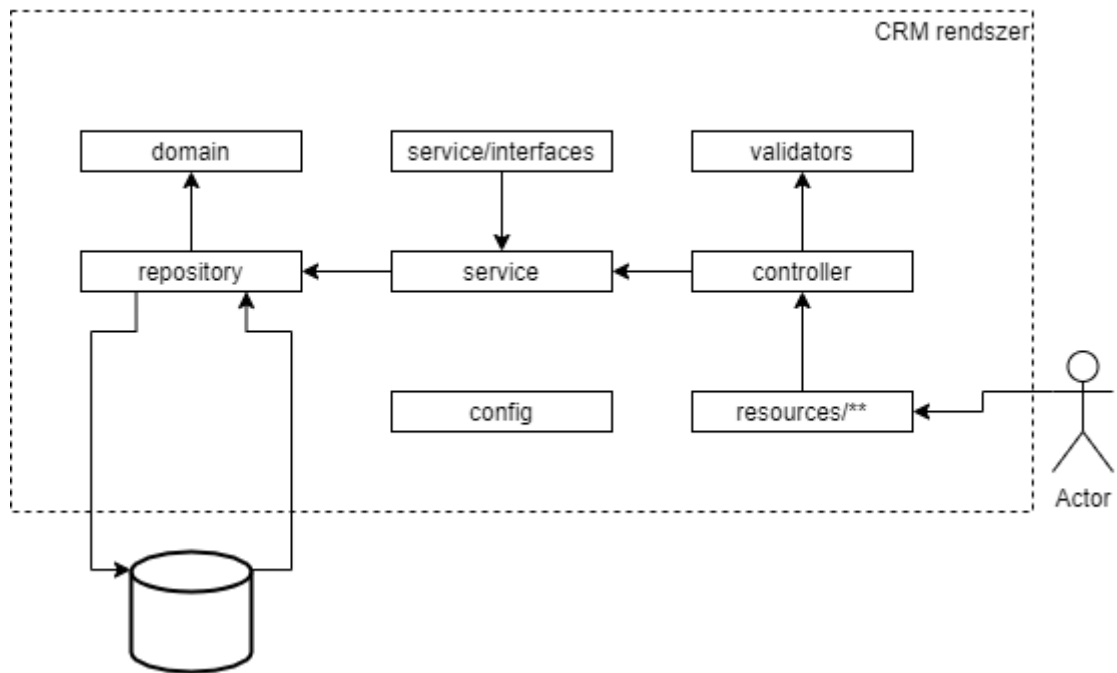 CRM rendszer
domain
service/interfaces
validators
repository
service
controller
config
resources/**
Actor